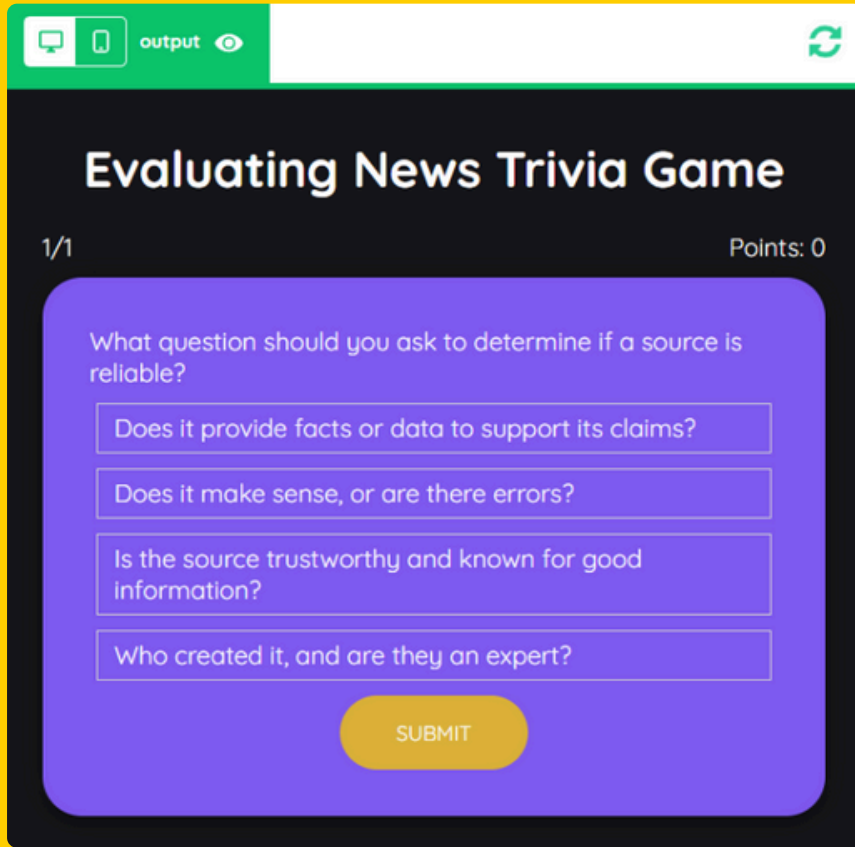 output
Evaluating News Trivia Game
1/1
Points: 0
What question should you ask to determine if a source is
reliable?
Does it provide facts or data to support its claims?
Does it make sense, or are there errors?
Is the source trustworthy and known for good
information?
Who created it, and are they an expert?
SUBMIT